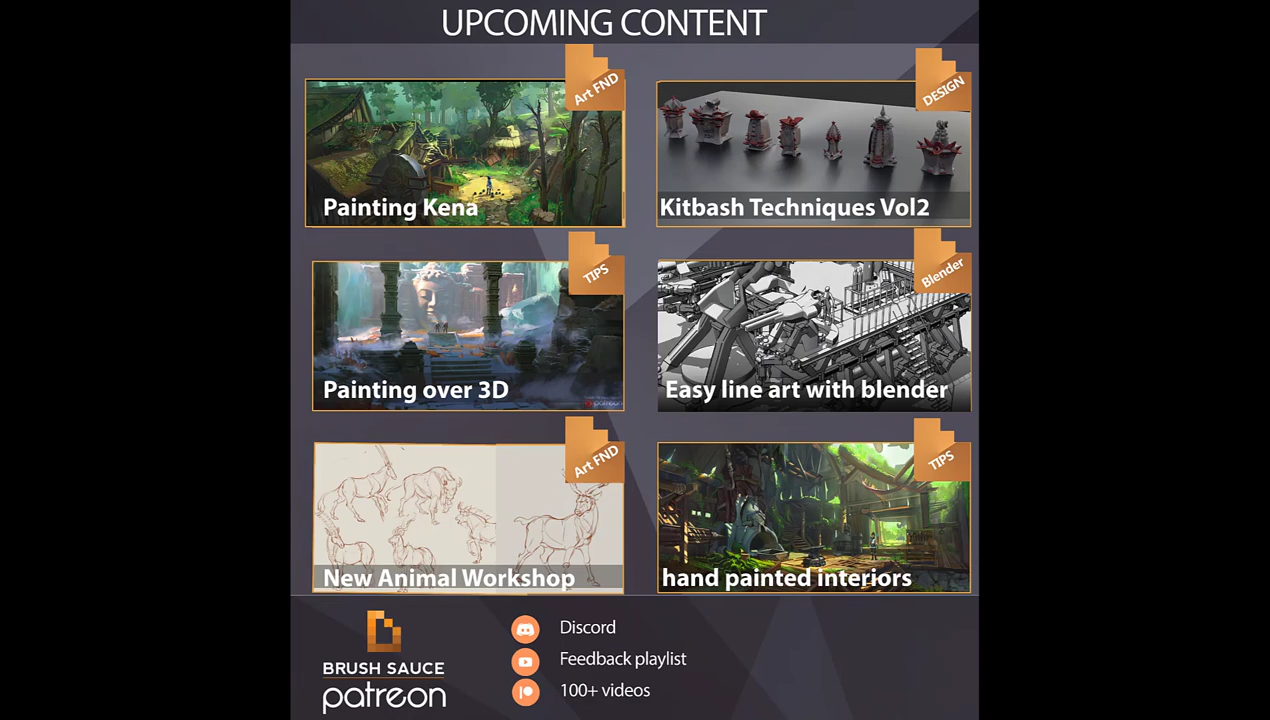 UPCOMING CONTENT
Art FND
DESIGN
Painting Kena
Kitbash Techniques Vol2
TIPS
Blender
Painting over 3D
patreon
Easy line art with blender
Art FND
TIPS
New Animal Workshop
hand painted interiors
BRUSH SAUCE
patreon
Discord
Feedback playlist
100+ videos